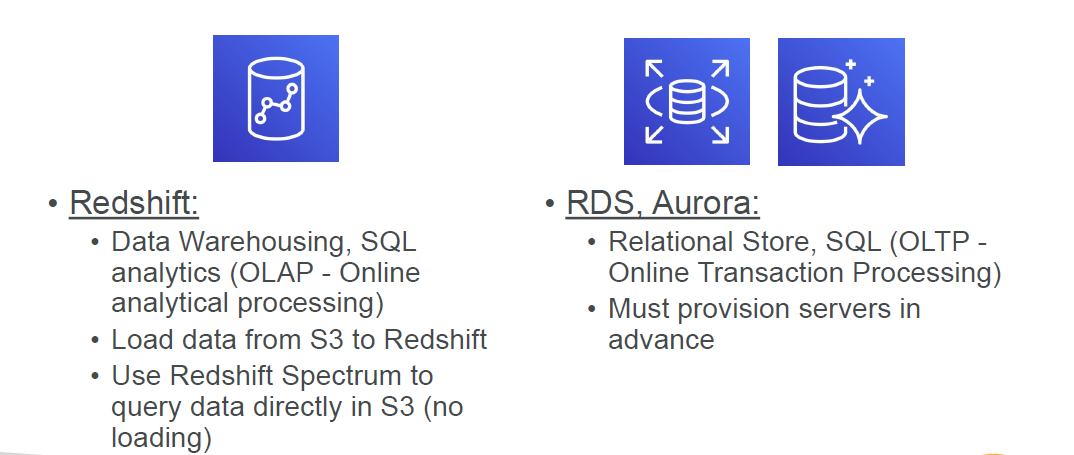 • Redshift:
• Data Warehousing, SQL
analytics (OLAP - Online
analytical processing)
• Load data from S3 to Redshift
• Use Redshift Spectrum to
query data directly in S3 (no
loading)
• RDS, Aurora:
• Relational Store, SQL (OLTP -
Online Transaction Processing)
• Must provision servers in
advance